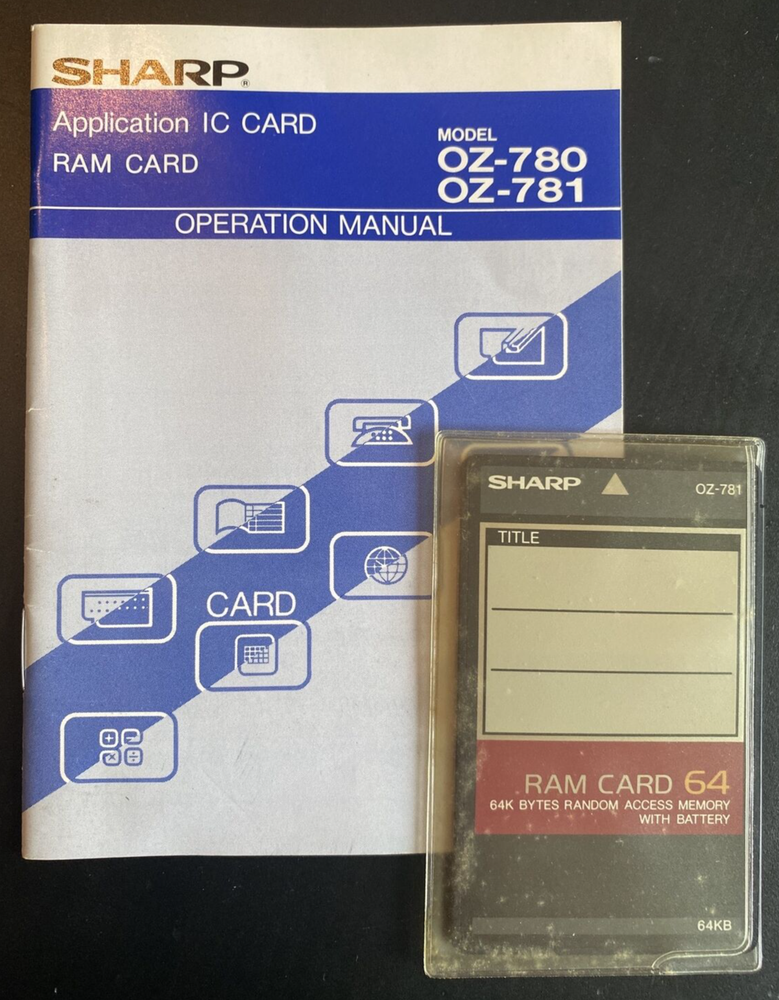 SHARP®
Application IC CARD
RAM CARD
MODEL
OZ-780
OZ-781
OPERATION MANUAL
CARD
SHARP
OZ-781
TITLE
RAM CARD 64
64K BYTES RANDOM ACCESS MEMORY
WITH BATTERY
64KB